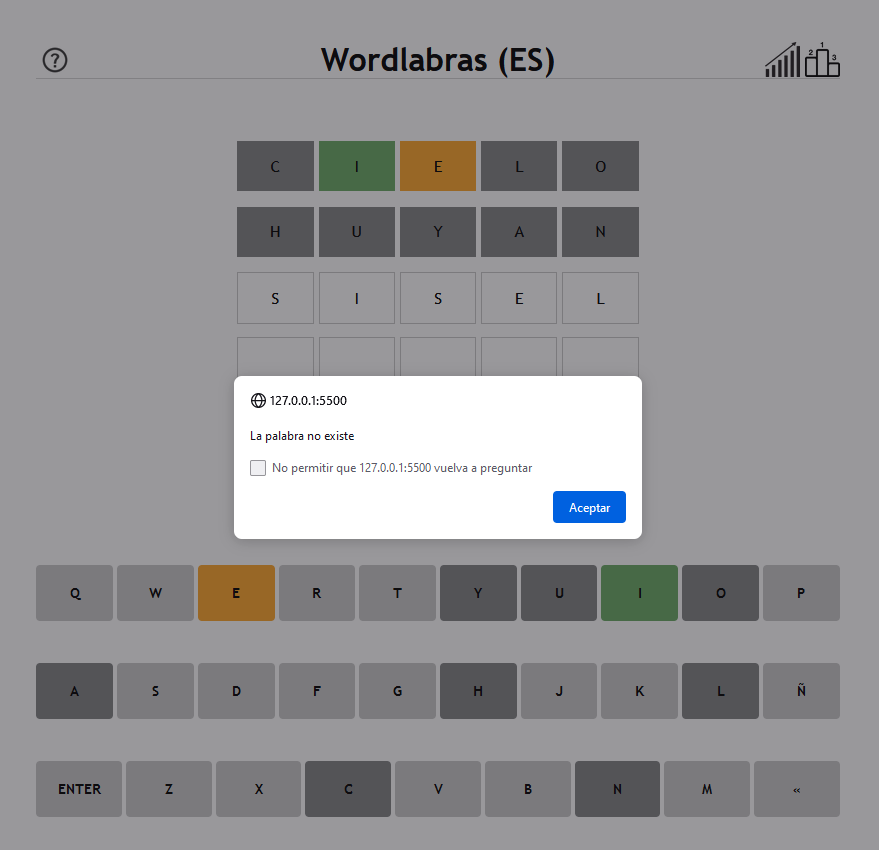 ?
Wordlabras (ES)
2 1 3
C I E L O
H U Y A N
S I S E L
127.0.0.1:5500
La palabra no existe
No permitir que 127.0.0.1:5500 vuelva a preguntar
Aceptar
Q W E R T Y U I O P
A S D F G H J K L Ñ
ENTER Z X C V B N M «